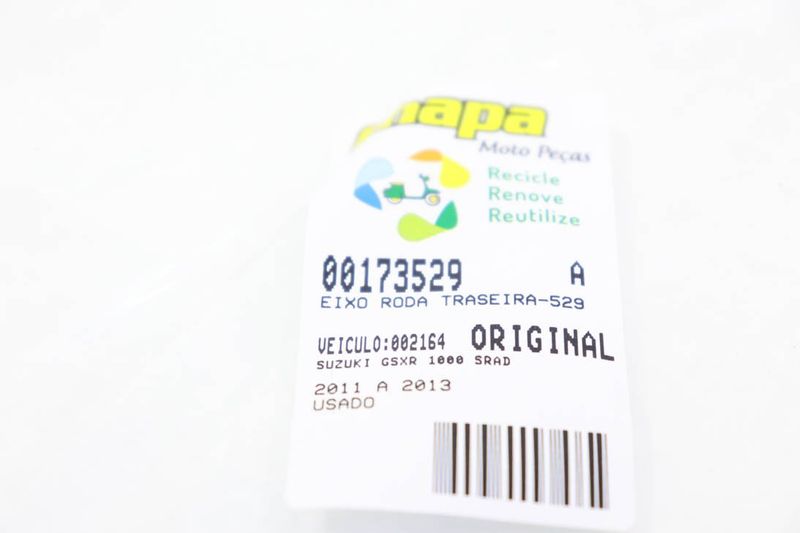 Moto Peças
Recicle
Renove
Reutilize
00173529 A
EIXO RODA TRASEIRA-529
VEICULO:002164 ORIGINAL
SUZUKI GSXR 1000 SRAD
2011 A 2013
USADO